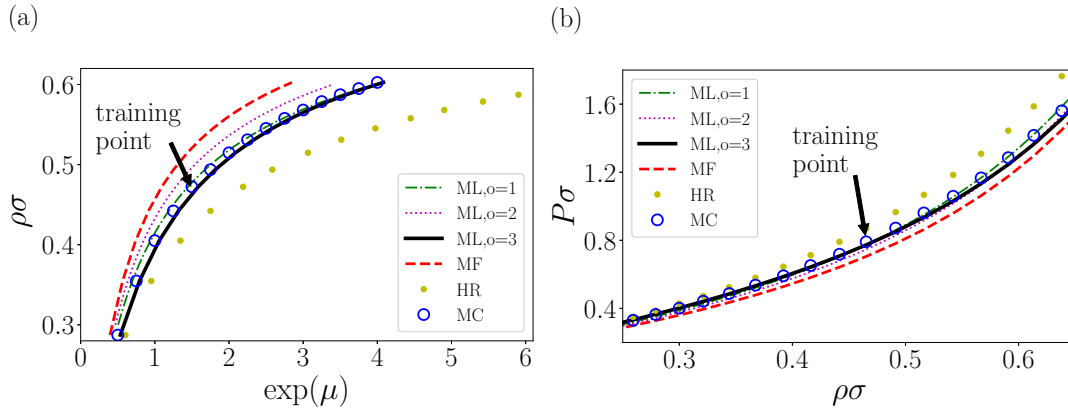 (a)
0.6
0.5
0.4
0.3
ρσ
training
point
ML,o=1
ML,o=2
ML,o=3
MF
HR
MC
0 1 2 3 4 5 6
exp(μ)
(b)
1.6
1.2
0.8
0.4
Pσ
ML,o=1
ML,o=2
ML,o=3
MF
HR
MC
training
point
0.3 0.4 0.5 0.6
ρσ